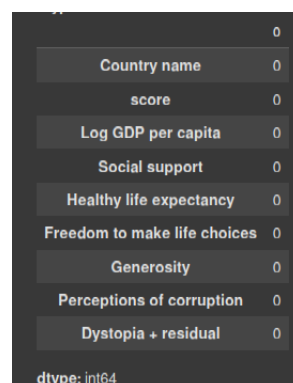 0
Country name 0
score 0
Log GDP per capita 0
Social support 0
Healthy life expectancy 0
Freedom to make life choices 0
Generosity 0
Perceptions of corruption 0
Dystopia + residual 0
dtype: int64